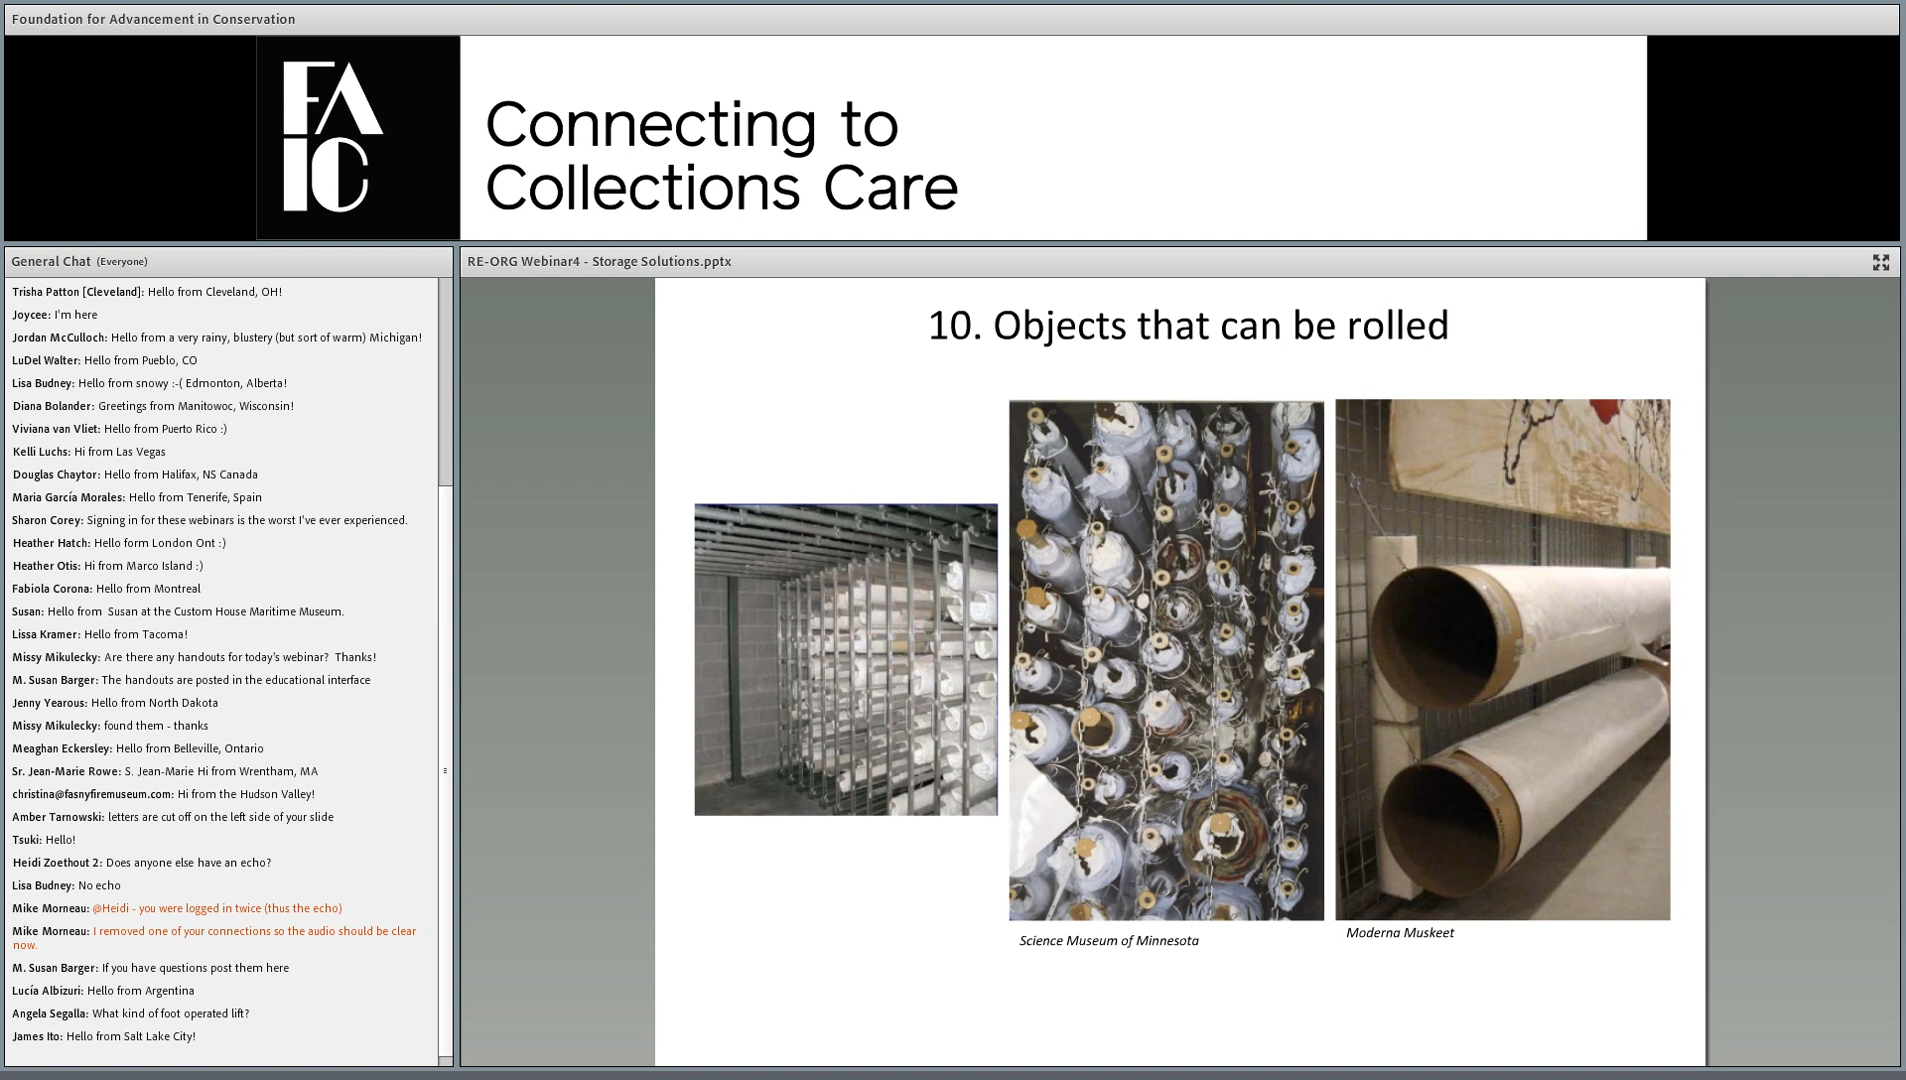 Foundation for Advancement in Conservation
FA
IC
Connecting to
Collections Care
General Chat (Everyone)
Trisha Patton [Cleveland]: Hello from Cleveland, OH!
Joycee: I'm here
Jordan McCulloch: Hello from a very rainy, blustery (but sort of warm) Michigan!
LuDel Walter: Hello from Pueblo, CO
Lisa Budney: Hello from snowy :-( Edmonton, Alberta!
Diana Bolander: Greetings from Manitowoc, Wisconsin!
Viviana van Vliet: Hello from Puerto Rico :)
Kelli Luchs: Hi from Las Vegas
Douglas Chaytor: Hello from Halifax, NS Canada
Maria García Morales: Hello from Tenerife, Spain
Sharon Corey: Signing in for these webinars is the worst I've ever experienced.
Heather Hatch: Hello form London Ont :)
Heather Otis: Hi from Marco Island :)
Fabiola Corona: Hello from Montreal
Susan: Hello from  Susan at the Custom House Maritime Museum.
Lissa Kramer: Hello from Tacoma!
Missy Mikulecky: Are there any handouts for today's webinar?  Thanks!
M. Susan Barger: The handouts are posted in the educational interface
Jenny Yearous: Hello from North Dakota
Missy Mikulecky: found them - thanks
Meaghan Eckersley: Hello from Belleville, Ontario
Sr. Jean-Marie Rowe: S. Jean-Marie Hi from Wrentham, MA
christina@fasnyfiremuseum.com: Hi from the Hudson Valley!
Amber Tarnowski: letters are cut off on the left side of your slide
Tsuki: Hello!
Heidi Zoethout 2: Does anyone else have an echo?
Lisa Budney: No echo
Mike Morneau: @Heidi - you were logged in twice (thus the echo)
Mike Morneau: I removed one of your connections so the audio should be clear
now.
M. Susan Barger: If you have questions post them here
Lucía Albizuri: Hello from Argentina
Angela Segalla: What kind of foot operated lift?
James Ito: Hello from Salt Lake City!
RE-ORG Webinar4 - Storage Solutions.pptx
10. Objects that can be rolled
Science Museum of Minnesota
Moderna Muskeet